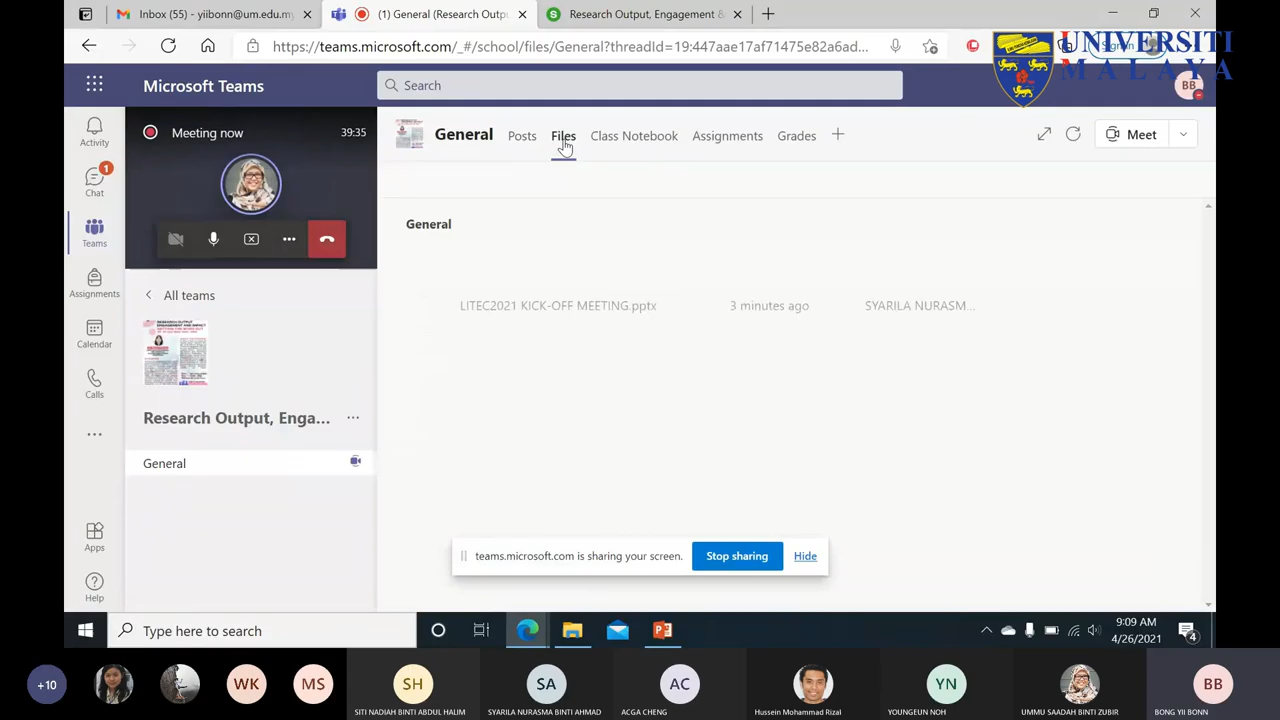 Inbox (55) - yiibonn@um.edu.my
General (Research Outpu
Research Output, Engagement &
https://teams.microsoft.com/_#/school/files/General?threadId=19:447aae17af71475e82a6ad...
UNIVERSITI
MALAYA
Microsoft Teams
Search
BB
Activity
Chat
1
Teams
Assignments
Calendar
Calls
Apps
Help
Meeting now
39:35
All teams
Research Output, Enga...
General
General
Posts
Files
Class Notebook
Assignments
Grades
Meet
General
LITEC2021 KICK-OFF MEETING.pptx
3 minutes ago
SYARILA NURASM...
teams.microsoft.com is sharing your screen.
Stop sharing
Hide
Type here to search
9:09 AM
4/26/2021
4
+10
WK
MS
SH
SITI NADIAH BINTI ABDUL HALIM
SA
SYARILA NURASMA BINTI AHMAD
AC
ACGA CHENG
Hussein Mohammad Rizal
YN
YOUNGEUN NOH
UMMU SAADAH BINTI ZUBIR
BB
BONG YII BONN